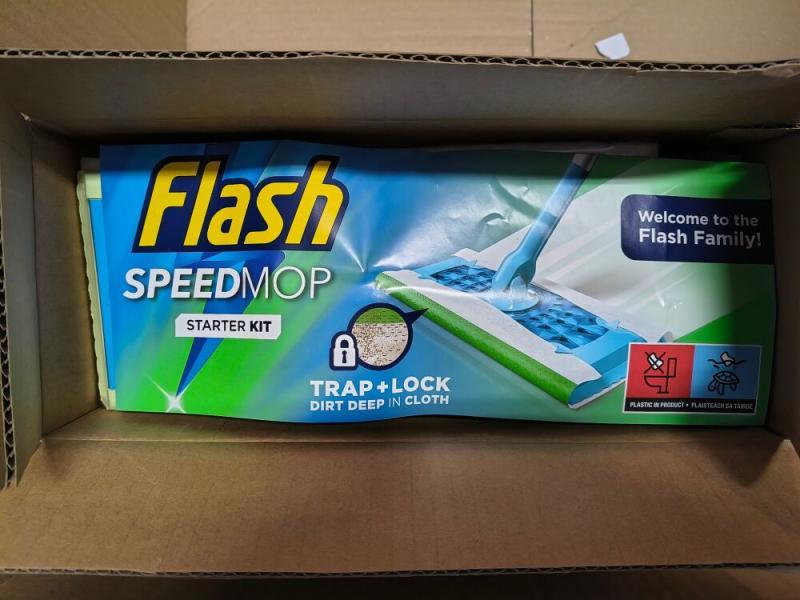 Flash
SPEEDMOP
STARTER KIT
TRAP+LOCK
DIRT DEEP IN CLOTH
Welcome to the
Flash Family!
PLASTIC IN PRODUCT • PLAISTEACH SA TÁIRGE